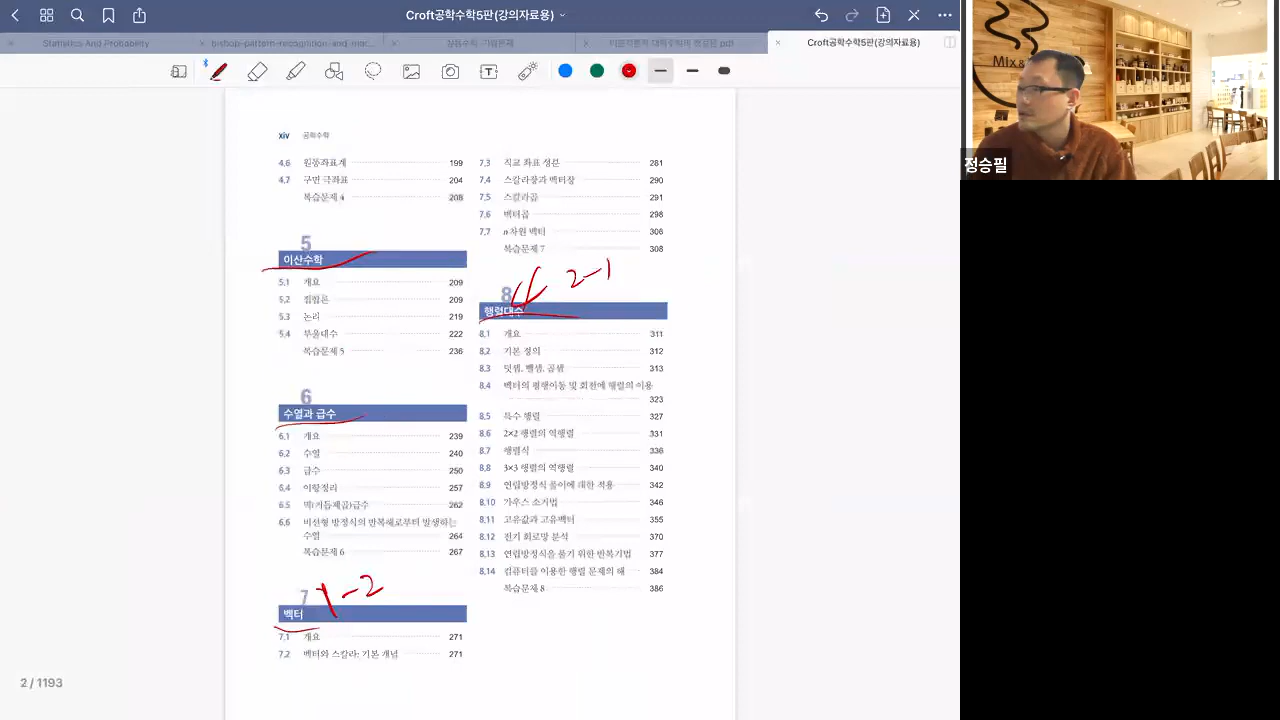 Croft공학수학5판(강의자료용)
Statistics And Probability
bishop-pattern-recognition-and-mac...
Croft공학수학5판(강의자료용)
Mix&
정승필
xiv 공학수학
4.6 원통좌표계 199
4.7 구면 극좌표 204
복습문제 4 208
5
이산수학
5.1 개요 209
5.2 집합론 209
5.3 논리 219
5.4 부울대수 222
복습문제 5 236
6
수열과 급수
6.1 개요 239
6.2 수열 240
6.3 급수 250
6.4 이항정리 257
6.5 멱(거듭제곱)급수 262
6.6 비선형 방정식의 반복해로부터 발생하는
수열 264
복습문제 6 267
7
1-2
벡터
7.1 개요 271
7.2 벡터와 스칼라: 기본 개념 271
7.3 직교 좌표 성분 281
7.4 스칼라장과 벡터장 290
7.5 스칼라곱 291
7.6 벡터곱 298
7.7 n차원 벡터 306
복습문제 7 308
8
2-1
행렬대수
8.1 개요 311
8.2 기본 정의 312
8.3 덧셈, 뺄셈, 곱셈 313
8.4 벡터의 평행이동 및 회전에 행렬의 이용
323
8.5 특수 행렬 327
8.6 2×2 행렬의 역행렬 331
8.7 행렬식 336
8.8 3×3 행렬의 역행렬 340
8.9 연립방정식 풀이에 대한 적용 342
8.10 가우스 소거법 346
8.11 고유값과 고유벡터 355
8.12 전기 회로망 분석 370
8.13 연립방정식을 풀기 위한 반복기법 377
8.14 컴퓨터를 이용한 행렬 문제의 해 384
복습문제 8 386
2 / 1193